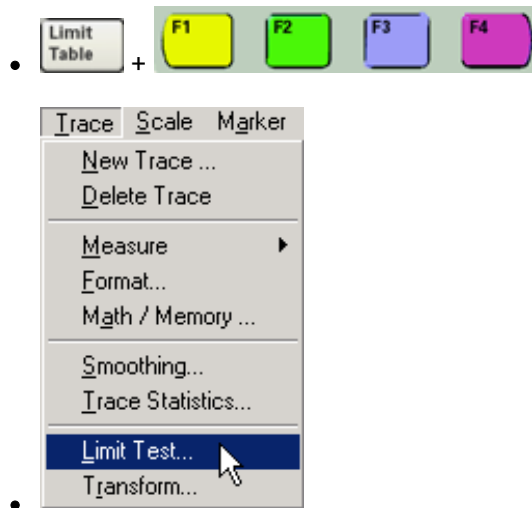 Limit
Table + F1 F2 F3 F4
Trace Scale Marker
New Trace ...
Delete Trace
Measure
Format...
Math / Memory ...
Smoothing...
Trace Statistics...
Limit Test...
Transform...